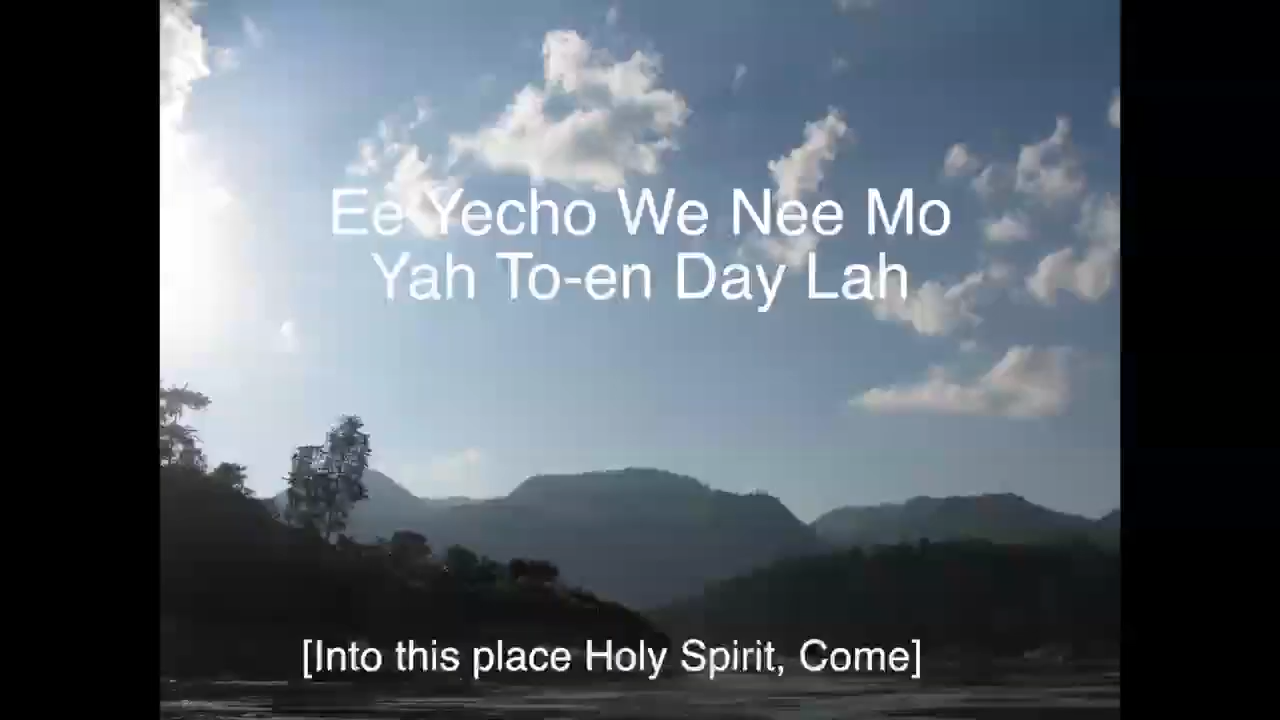 Ee Yecho We Nee Mo
Yah To-en Day Lah
[Into this place Holy Spirit, Come]